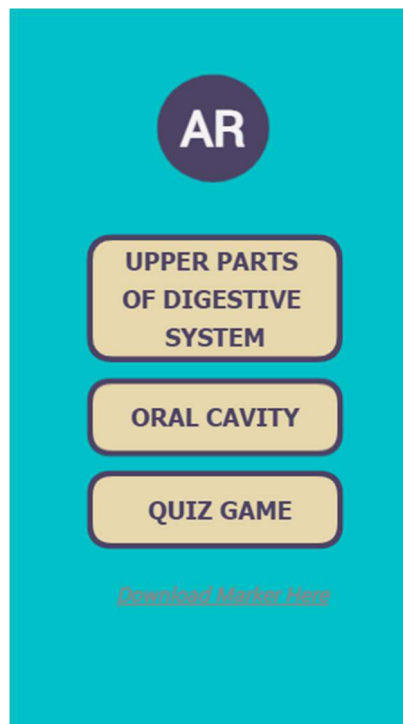 AR
UPPER PARTS
OF DIGESTIVE
SYSTEM
ORAL CAVITY
QUIZ GAME
Download Marker Here